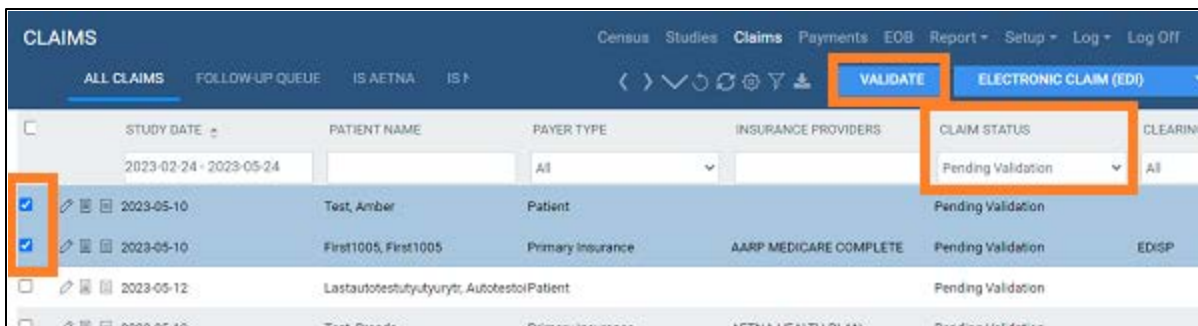 CLAIMS Census Studies Claims Payments EOB Report Setup Log Log Off
ALL CLAIMS FOLLOW-UP QUEUE IS AETNA VALIDATE ELECTRONIC CLAIM (EDI)
STUDY DATE PATIENT NAME PAYER TYPE INSURANCE PROVIDERS CLAIM STATUS CLEARIN
2023-02-24 - 2023-05-24 All Pending Validation All
2023-05-10 Test, Amber Patient Pending Validation
2023-05-10 First1005, First1005 Primary Insurance AARP MEDICARE COMPLETE Pending Validation EDISP
2023-05-12 Patient Pending Validation